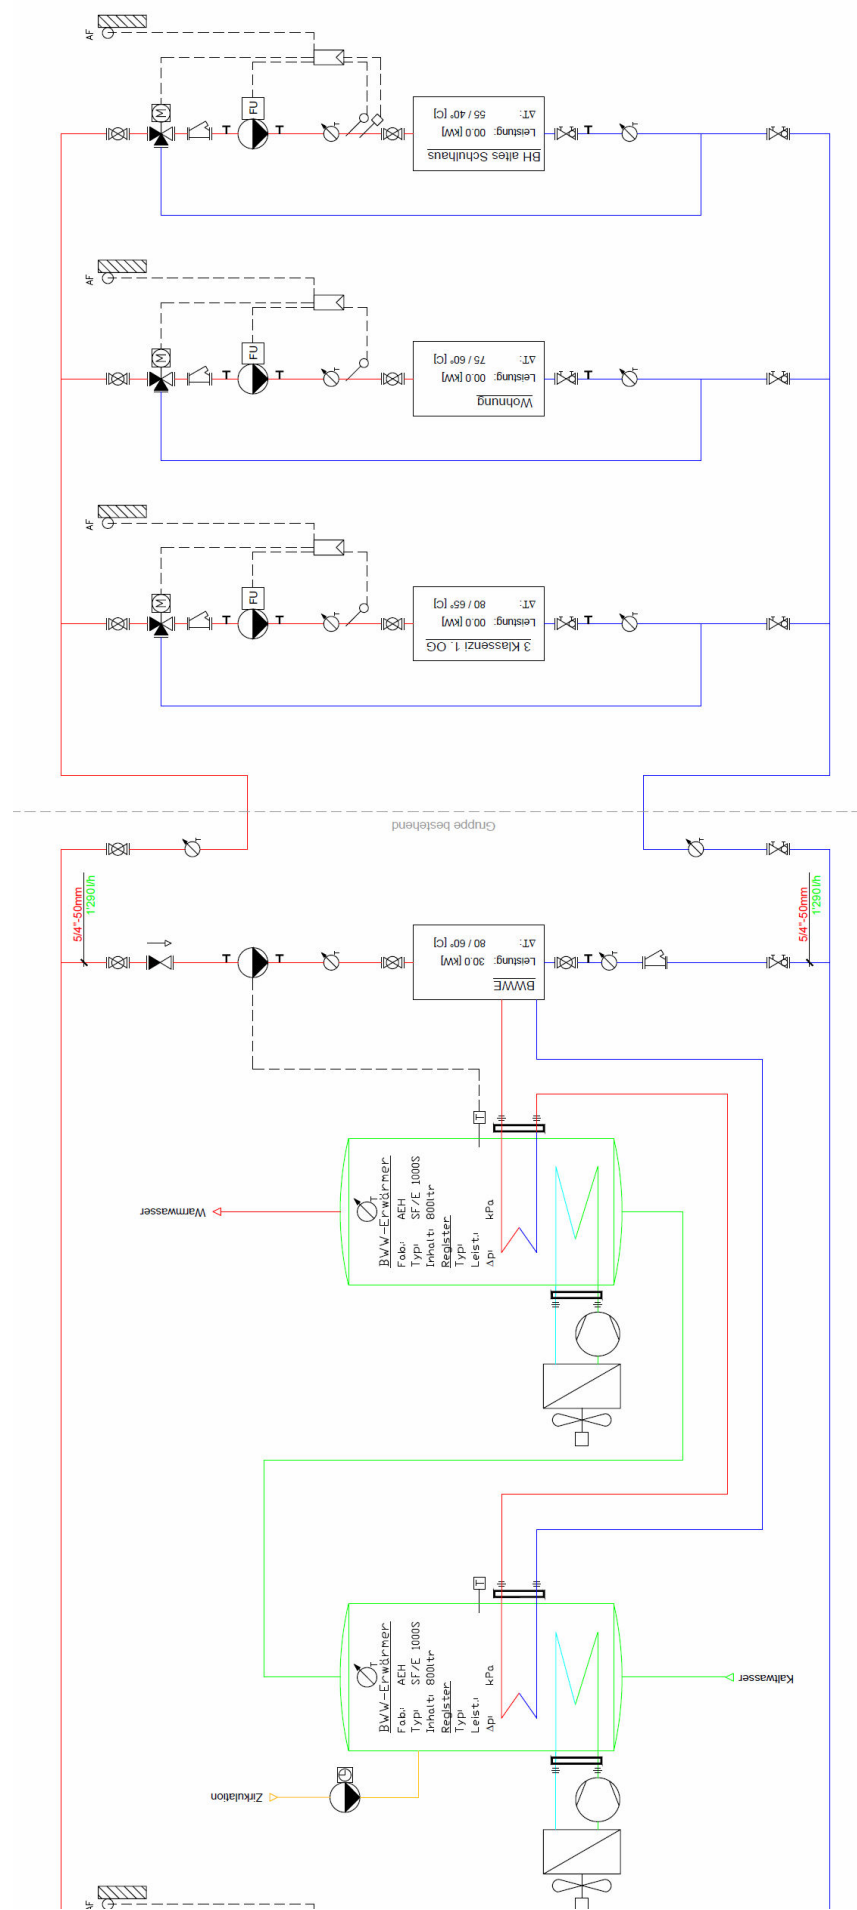 AF
M
FU
T
T
T
T
T
BH altes Schulhaus
Leistung: 00.0 [kW]
ΔT: 55 / 40° [C]
AF
M
FU
T
T
T
T
T
Wohnung
Leistung: 00.0 [kW]
ΔT: 75 / 60° [C]
AF
M
FU
T
T
T
T
T
3 Klassenzi 1. OG
Leistung: 00.0 [kW]
ΔT: 80 / 65° [C]
Gruppe bestehend
T
T
5/4"-50mm
1'290l/h
5/4"-50mm
1'290l/h
T
T
T
T
T
BWWE
Leistung: 30.0 [kW]
ΔT: 80 / 60° [C]
T
Warmwasser
T
BWW-Erwärmer
Fab.: AEH
Typ: SF/E 1000S
Inhalt: 800ltr
Register
Typ:
Leist.:
Δp: kPa
T
T
BWW-Erwärmer
Fab.: AEH
Typ: SF/E 1000S
Inhalt: 800ltr
Register
Typ:
Leist.:
Δp: kPa
Kaltwasser
Zirkulation
AF